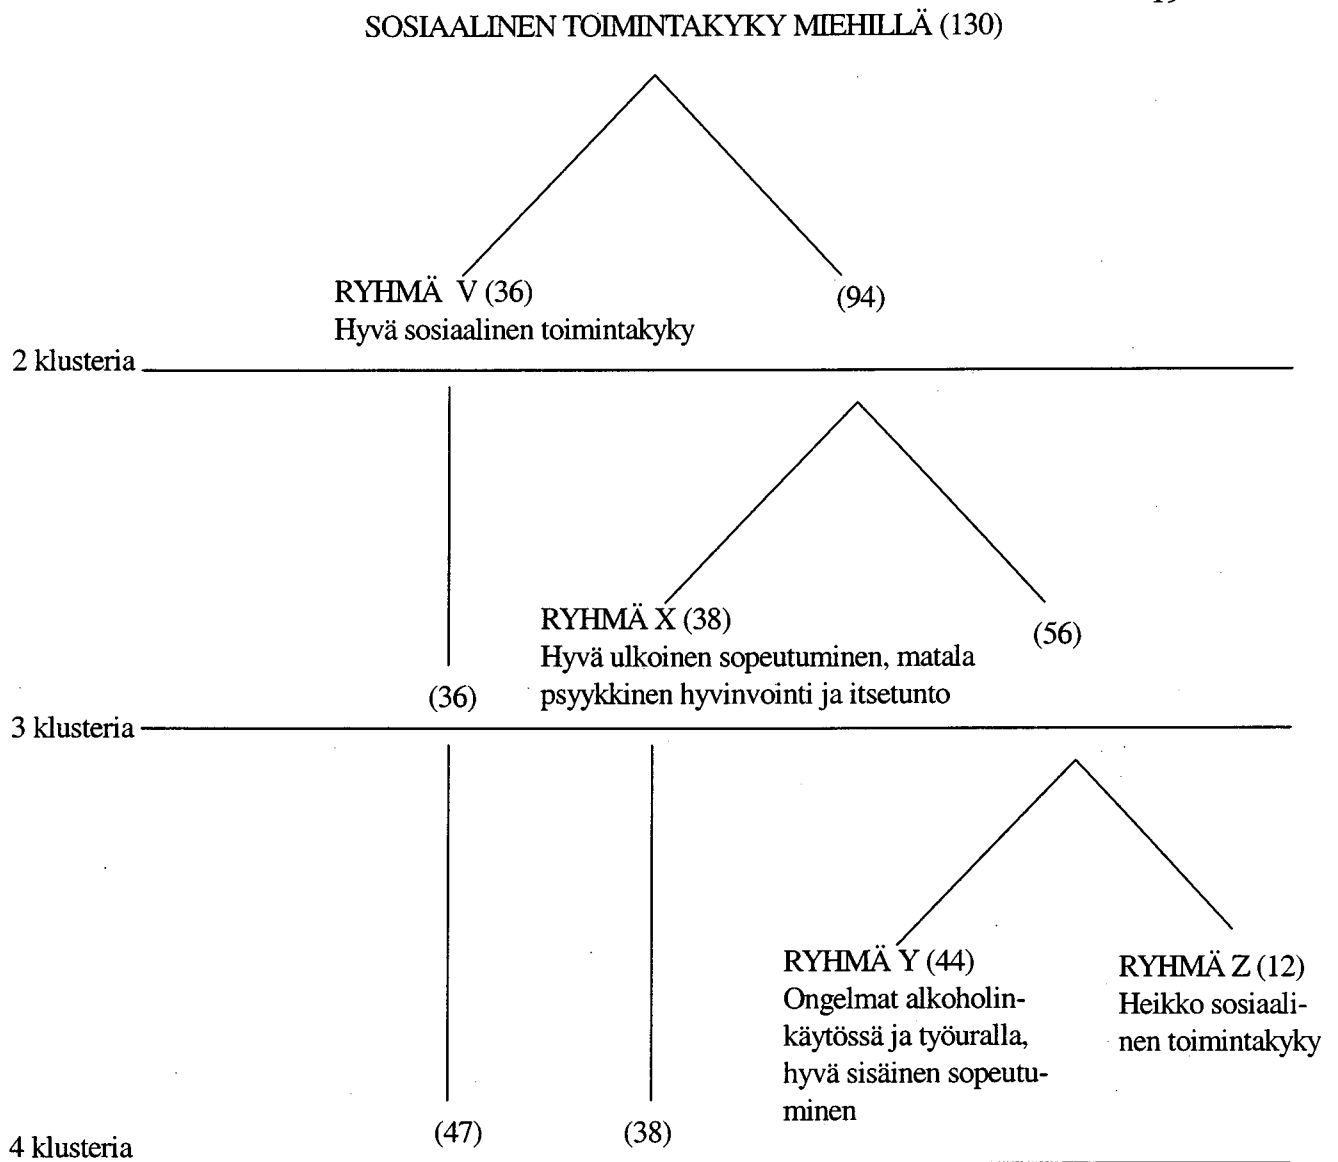 SOSIAALINEN TOIMINTAKYKY MIEHILLÄ (130)
RYHMÄ V (36)
Hyvä sosiaalinen toimintakyky
(94)
2 klusteria
RYHMÄ X (38)
Hyvä ulkoinen sopeutuminen, matala
psyykkinen hyvinvointi ja itsetunto
(56)
(36)
3 klusteria
RYHMÄ Y (44)
Ongelmat alkoholin-
käytössä ja työuralla,
hyvä sisäinen sopeutu-
minen
RYHMÄ Z (12)
Heikko sosiaali-
nen toimintakyky
(47)
(38)
4 klusteria